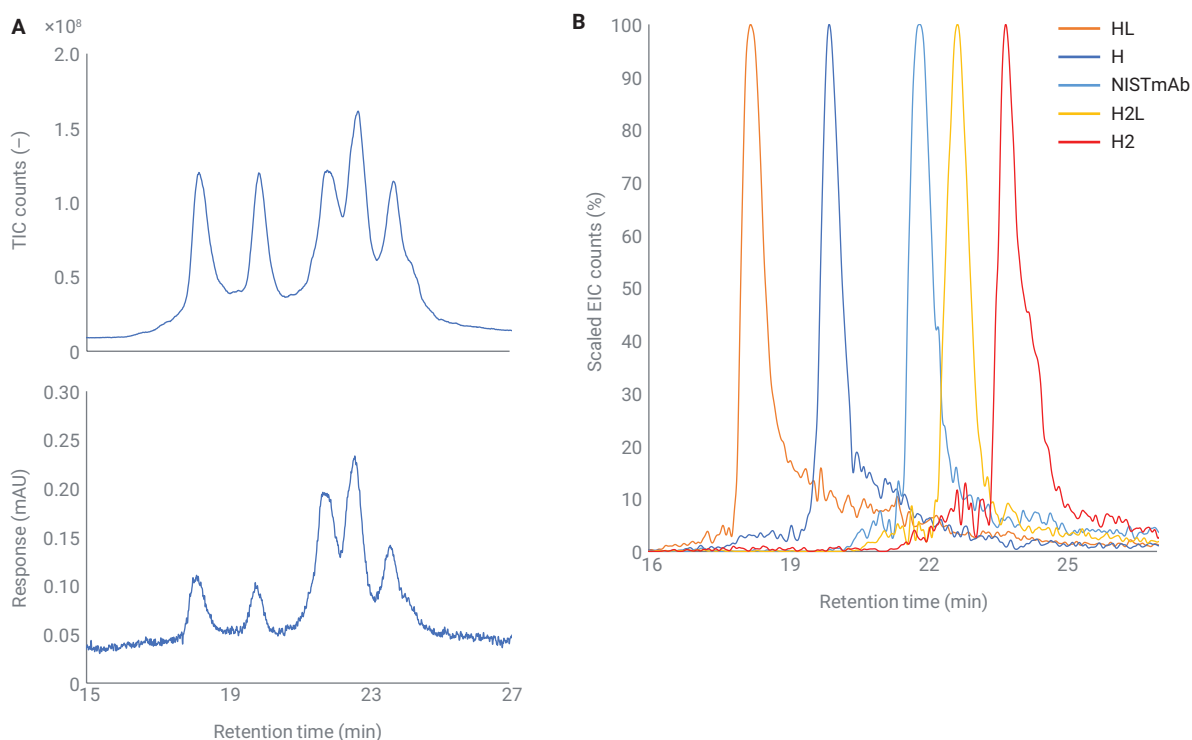 A
×10⁸
2.0
1.5
1.0
0.5
0
TIC counts (–)
0.30
0.25
0.20
0.15
0.10
0.05
0
Response (mAU)
15 19 23 27
Retention time (min)
B
100
90
80
70
60
50
40
30
20
10
0
Scaled EIC counts (%)
16 19 22 25
Retention time (min)
HL
H
NISTmAb
H2L
H2